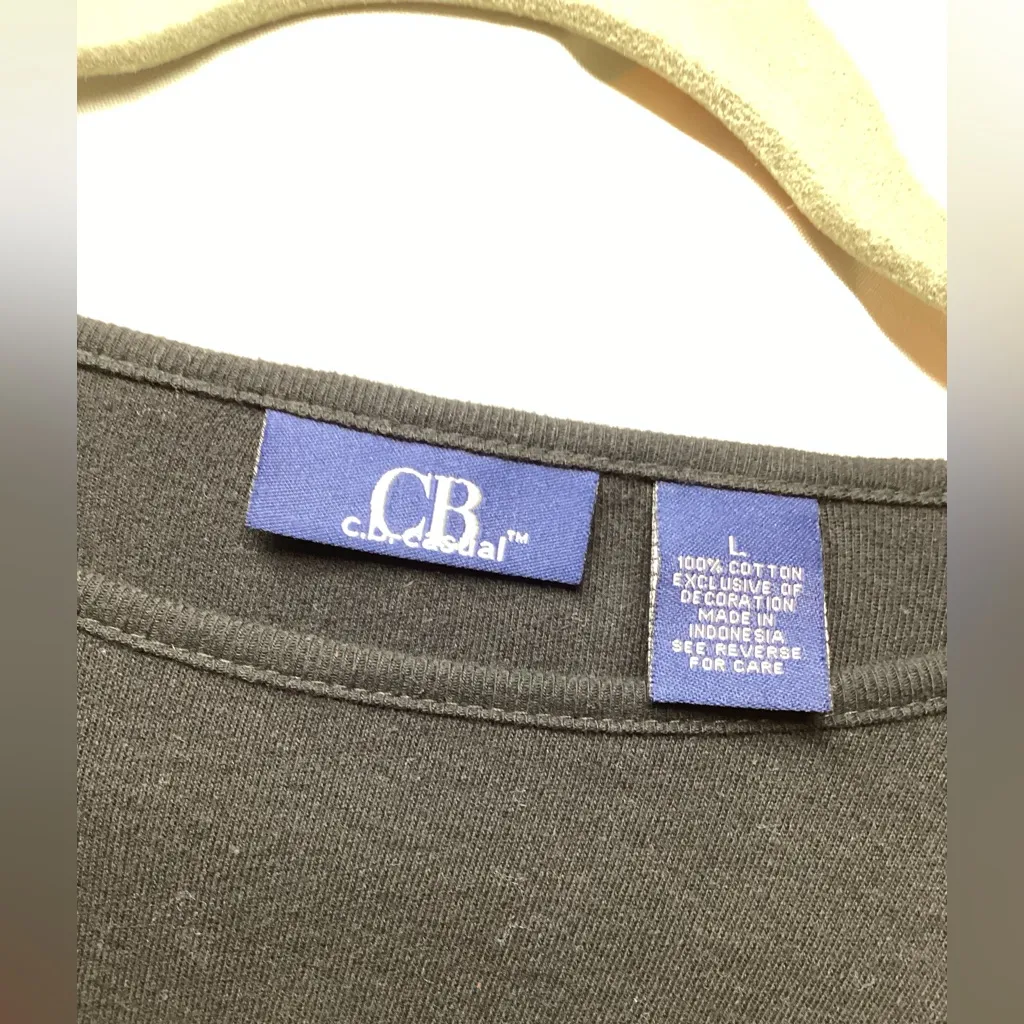 CB
c.b. casual™
L
100% COTTON
EXCLUSIVE OF
DECORATION
MADE IN
INDONESIA
SEE REVERSE
FOR CARE